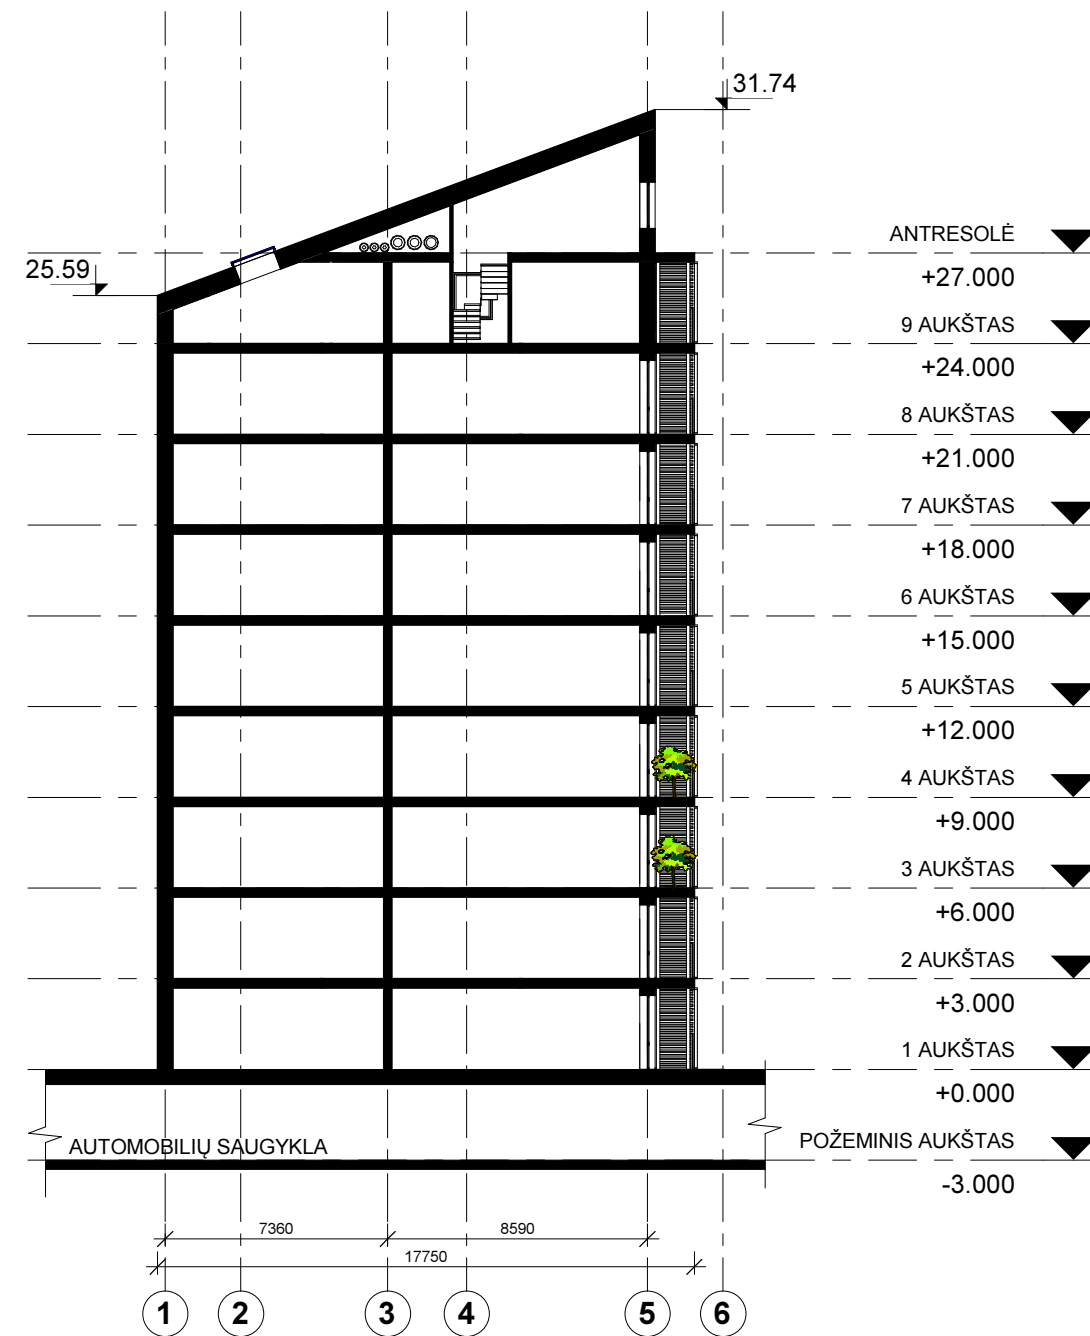 31.74
ANTRESOLĖ
25.59
+27.000
9 AUKŠTAS
+24.000
8 AUKŠTAS
+21.000
7 AUKŠTAS
+18.000
6 AUKŠTAS
+15.000
5 AUKŠTAS
+12.000
4 AUKŠTAS
+9.000
3 AUKŠTAS
+6.000
2 AUKŠTAS
+3.000
1 AUKŠTAS
+0.000
AUTOMOBILIŲ SAUGYKLA
POŽEMINIS AUKŠTAS
-3.000
7360 8590
17750
1 2 3 4 5 6